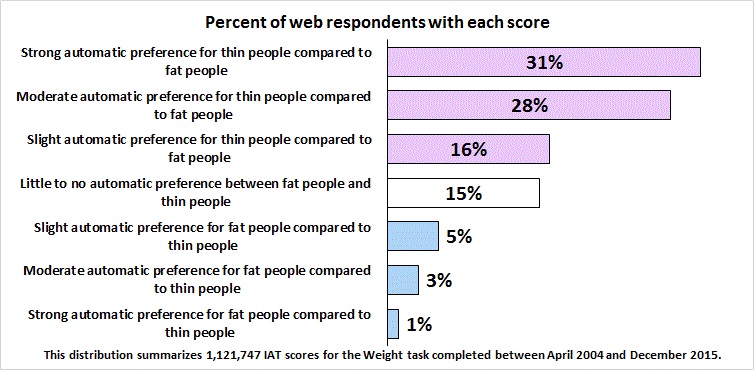 Percent of web respondents with each score
Strong automatic preference for thin people compared to
fat people
31%
Moderate automatic preference for thin people compared
to fat people
28%
Slight automatic preference for thin people compared to
fat people
16%
Little to no automatic preference between fat people and
thin people
15%
Slight automatic preference for fat people compared to
thin people
5%
Moderate automatic preference for fat people compared
to thin people
3%
Strong automatic preference for fat people compared to
thin people
1%
This distribution summarizes 1,121,747 IAT scores for the Weight task completed between April 2004 and December 2015.